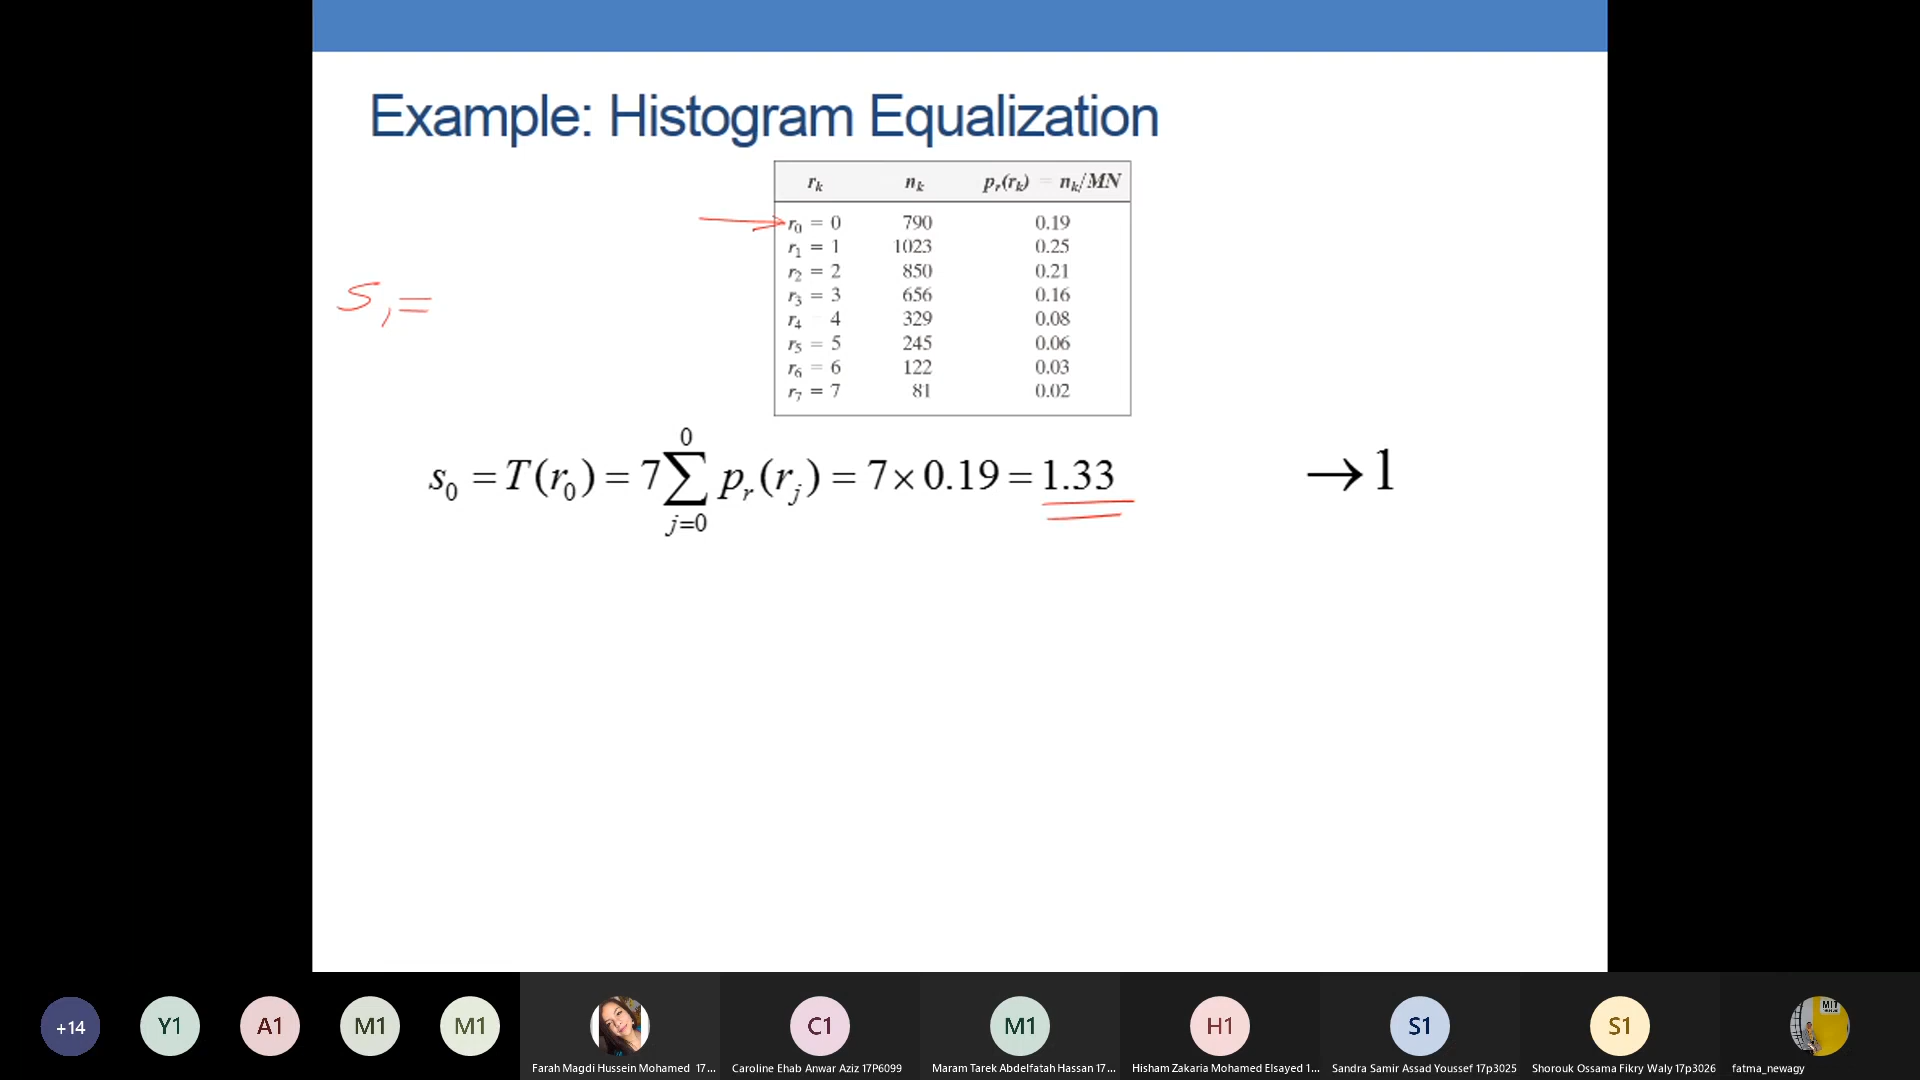 Example: Histogram Equalization
r_k n_k p_r(r_k) = n_k/MN
r_0 = 0 790 0.19
r_1 = 1 1023 0.25
r_2 = 2 850 0.21
r_3 = 3 656 0.16
r_4 = 4 329 0.08
r_5 = 5 245 0.06
r_6 = 6 122 0.03
r_7 = 7 81 0.02
S_1 =
s_0 = T(r_0) = 7 ∑_{j=0}^{0} p_r(r_j) = 7 × 0.19 = 1.33 → 1
+14 Y1 A1 M1 M1 C1 M1 H1 S1 S1 MIT
Farah Magdi Hussein Mohamed 17... Caroline Ehab Anwar Aziz 17P6099 Maram Tarek Abdelfatah Hassan 17... Hisham Zakaria Mohamed Elsayed 1... Sandra Samir Assad Youssef 17p3025 Shorouk Ossama Fikry Waly 17p3026 fatma_newagy